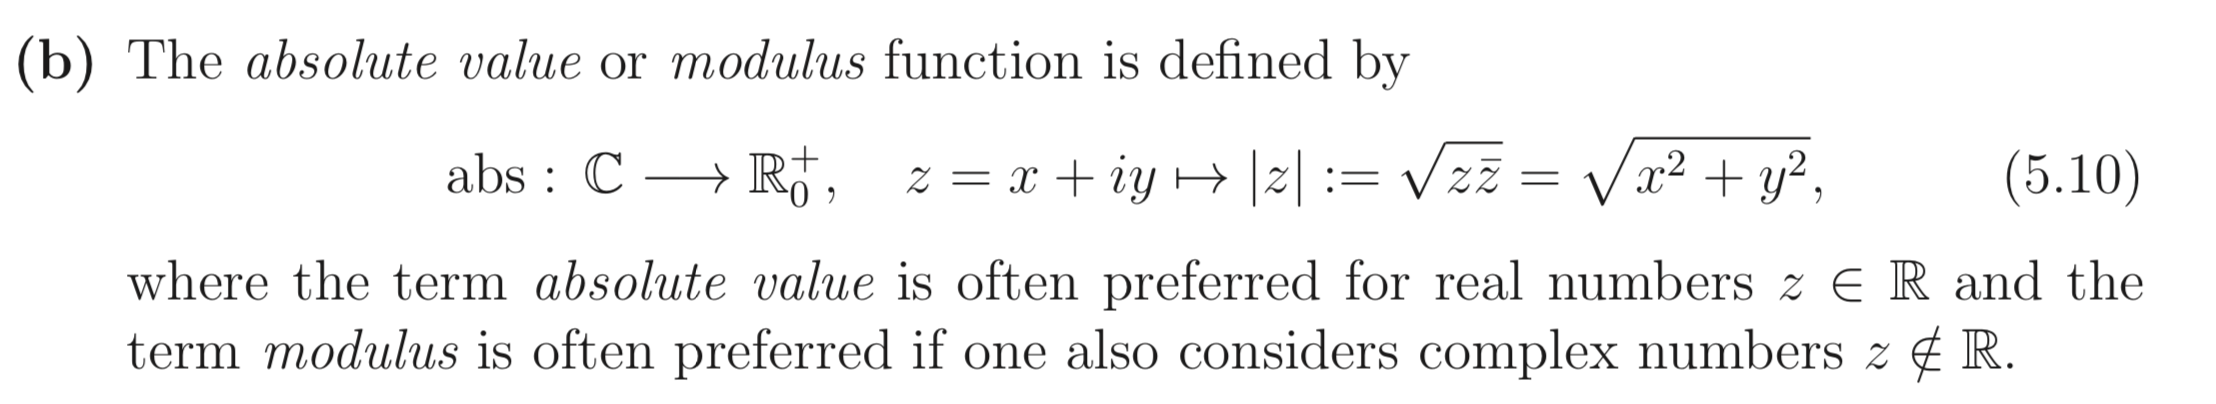 (b) The absolute value or modulus function is defined by
abs : ℂ ⟶ ℝ₀⁺, z = x + iy ↦ |z| := √(zz̄) = √(x² + y²), (5.10)
where the term absolute value is often preferred for real numbers z ∈ ℝ and the
term modulus is often preferred if one also considers complex numbers z ∉ ℝ.